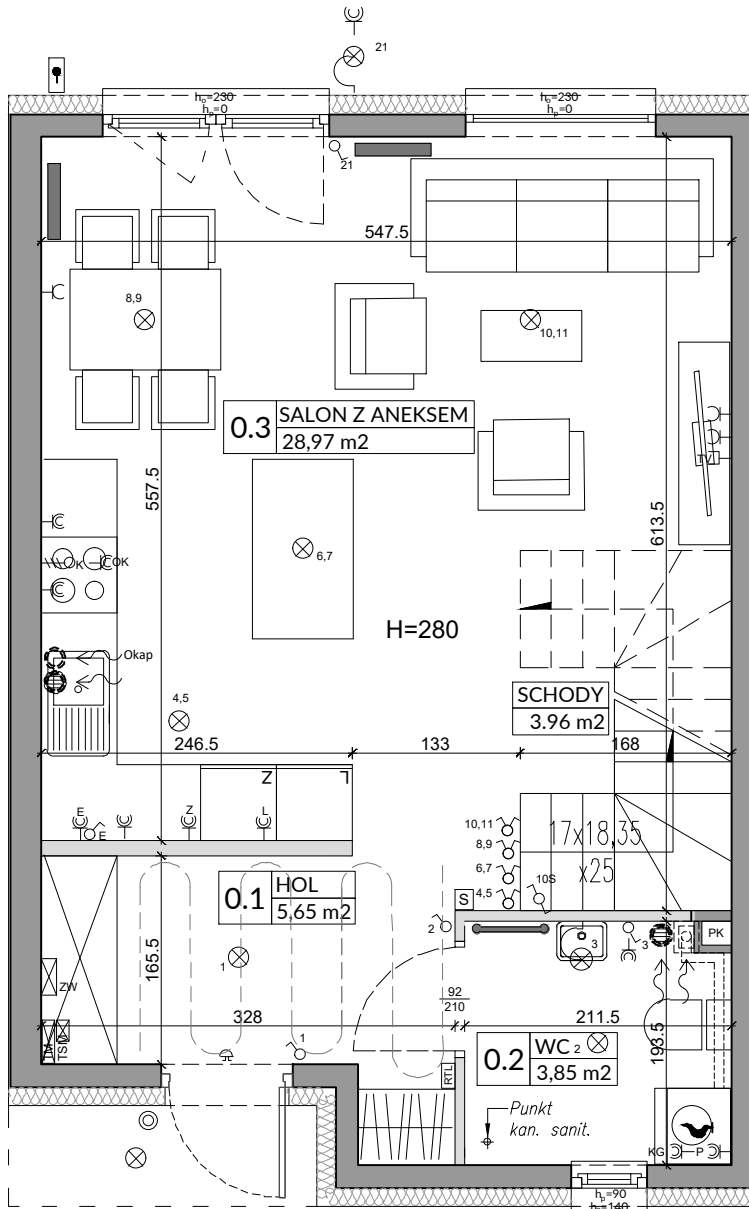 21
h₀=230
hₚ=0
h₀=230
hₚ=0
21
547.5
8,9
10,11
0.3 SALON Z ANEKSEM
28,97 m2
TV
557.5
613.5
6,7
OK
OK
H=280
Okap
SCHODY
3.96 m2
4,5
246.5
133
168
Z
L
E
Z
L
E
10,11
8,9
6,7
4,5
17x18,35
x25
10S
0.1 HOL
5,65 m2
S
2
3
3
PK
1
ZW
165.5
92
210
328
211.5
193.5
TM
TSM
1
0.2 WC
2
3,85 m2
RTL
Punkt
kan. sanit.
KG
P
hₚ=90
h₀=140